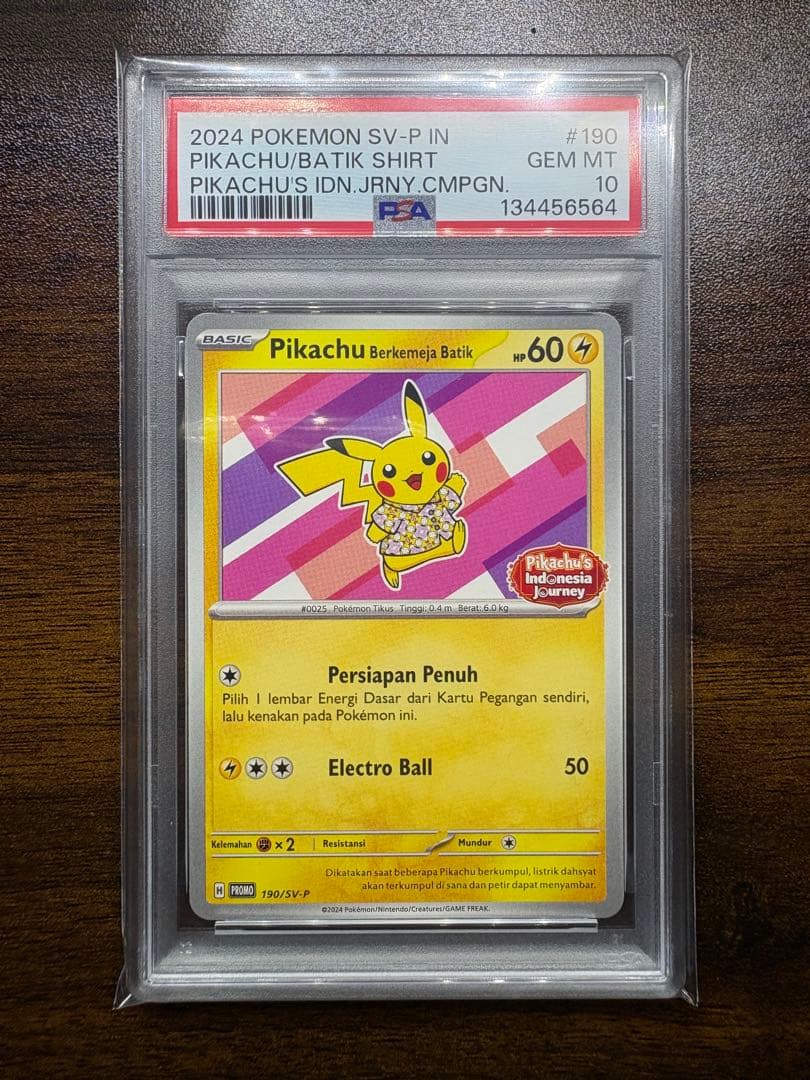 2024 POKEMON SV-P IN #190
PIKACHU/BATIK SHIRT GEM MT
PIKACHU'S IDN.JRNY.CMPGN. 10
PSA 134456564
BASIC Pikachu Berkemeja Batik HP 60
Pikachu's
Indonesia
Journey
#0025 Pokémon Tikus Tinggi: 0.4 m Berat: 6.0 kg
Persiapan Penuh
Pilih 1 lembar Energi Dasar dari Kartu Pegangan sendiri,
lalu kenakan pada Pokémon ini.
Electro Ball 50
Kelemahan ×2 Resistansi Mundur
Dikatakan saat beberapa Pikachu berkumpul, listrik dahsyat
akan terkumpul di sana dan petir dapat menyambar.
H PROMO 190/SV-P
©2024 Pokémon/Nintendo/Creatures/GAME FREAK.